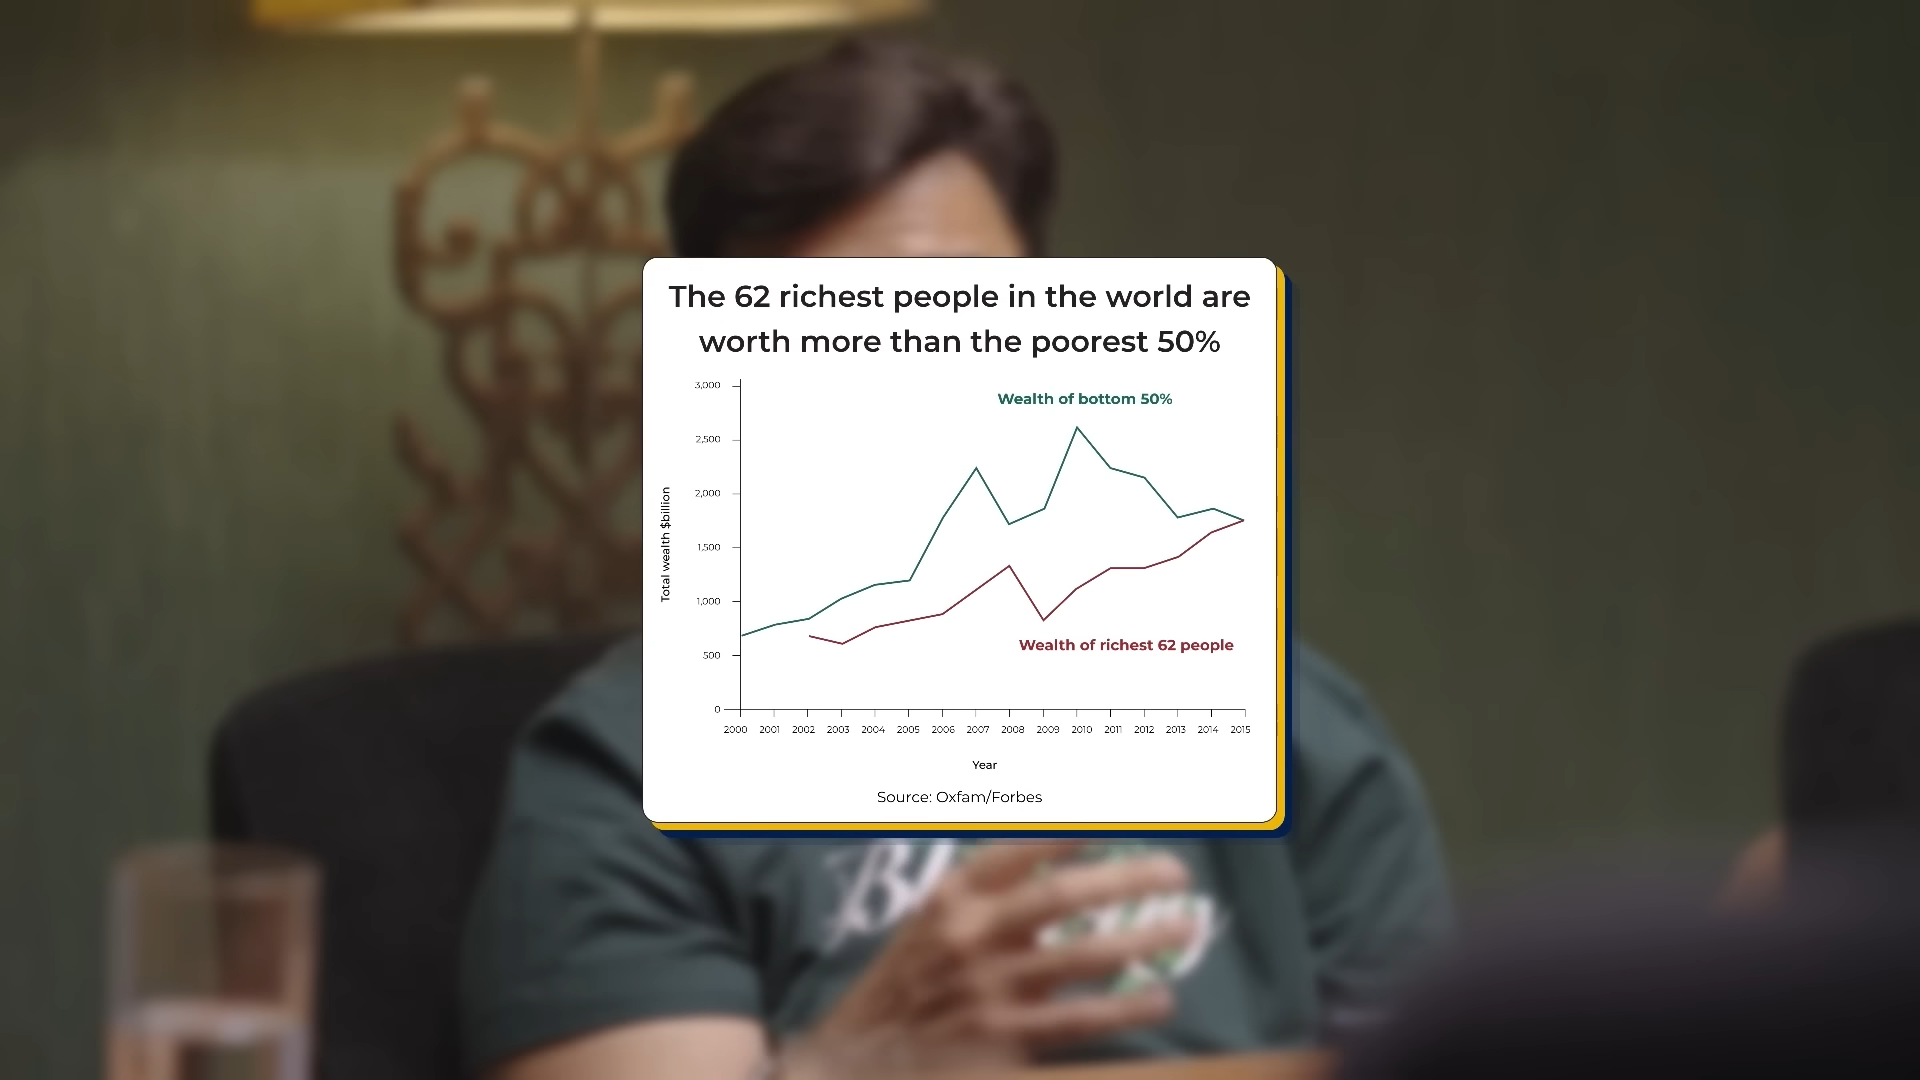 The 62 richest people in the world are
worth more than the poorest 50%
3,000
2,500
2,000
1,500
1,000
500
0
Total wealth $billion
Wealth of bottom 50%
Wealth of richest 62 people
2000 2001 2002 2003 2004 2005 2006 2007 2008 2009 2010 2011 2012 2013 2014 2015
Year
Source: Oxfam/Forbes